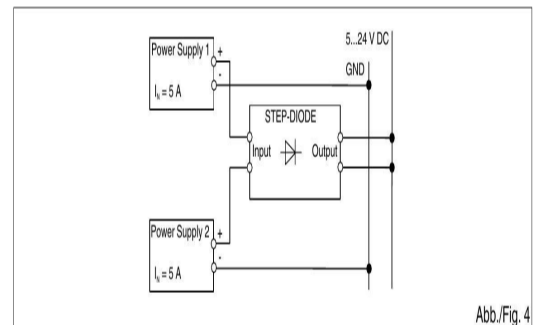 5...24 V DC
Power Supply 1 +
GND
-
I_N = 5 A
STEP-DIODE
Input Output
Power Supply 2 +
-
I_N = 5 A
Abb./Fig. 4